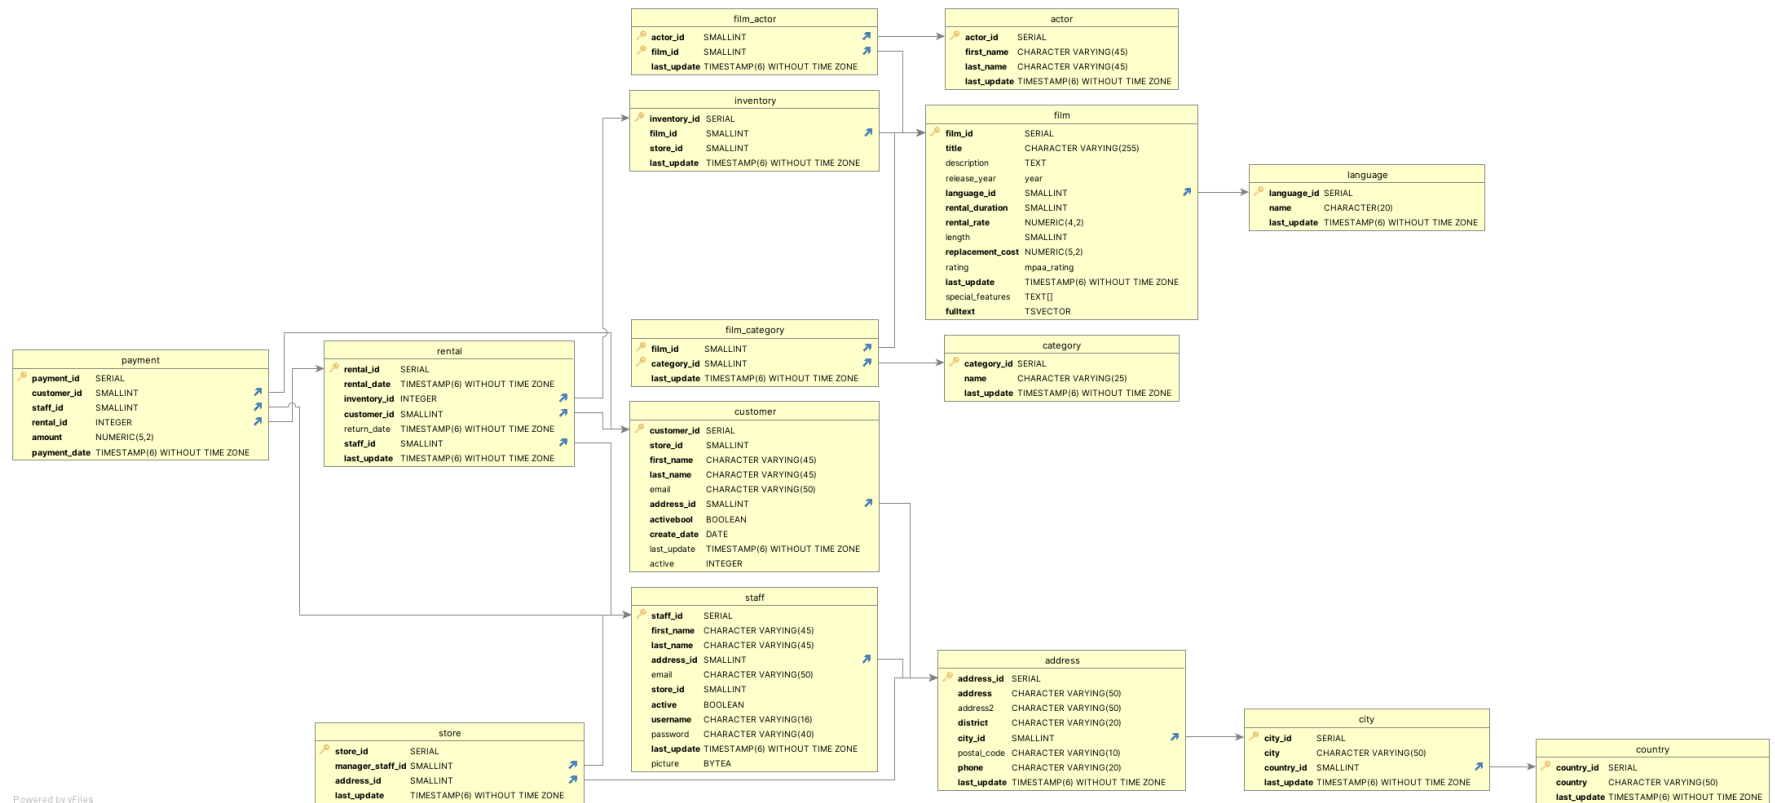 film_actor
actor_id SMALLINT
film_id SMALLINT
last_update TIMESTAMP(6) WITHOUT TIME ZONE
actor
actor_id SERIAL
first_name CHARACTER VARYING(45)
last_name CHARACTER VARYING(45)
last_update TIMESTAMP(6) WITHOUT TIME ZONE
inventory
inventory_id SERIAL
film_id SMALLINT
store_id SMALLINT
last_update TIMESTAMP(6) WITHOUT TIME ZONE
film
film_id SERIAL
title CHARACTER VARYING(255)
description TEXT
release_year year
language_id SMALLINT
rental_duration SMALLINT
rental_rate NUMERIC(4,2)
length SMALLINT
replacement_cost NUMERIC(5,2)
rating mpaa_rating
last_update TIMESTAMP(6) WITHOUT TIME ZONE
special_features TEXT[]
fulltext TSVECTOR
language
language_id SERIAL
name CHARACTER(20)
last_update TIMESTAMP(6) WITHOUT TIME ZONE
film_category
film_id SMALLINT
category_id SMALLINT
last_update TIMESTAMP(6) WITHOUT TIME ZONE
category
category_id SERIAL
name CHARACTER VARYING(25)
last_update TIMESTAMP(6) WITHOUT TIME ZONE
payment
payment_id SERIAL
customer_id SMALLINT
staff_id SMALLINT
rental_id INTEGER
amount NUMERIC(5,2)
payment_date TIMESTAMP(6) WITHOUT TIME ZONE
rental
rental_id SERIAL
rental_date TIMESTAMP(6) WITHOUT TIME ZONE
inventory_id INTEGER
customer_id SMALLINT
return_date TIMESTAMP(6) WITHOUT TIME ZONE
staff_id SMALLINT
last_update TIMESTAMP(6) WITHOUT TIME ZONE
customer
customer_id SERIAL
store_id SMALLINT
first_name CHARACTER VARYING(45)
last_name CHARACTER VARYING(45)
email CHARACTER VARYING(50)
address_id SMALLINT
activebool BOOLEAN
create_date DATE
last_update TIMESTAMP(6) WITHOUT TIME ZONE
active INTEGER
staff
staff_id SERIAL
first_name CHARACTER VARYING(45)
last_name CHARACTER VARYING(45)
address_id SMALLINT
email CHARACTER VARYING(50)
store_id SMALLINT
active BOOLEAN
username CHARACTER VARYING(16)
password CHARACTER VARYING(40)
last_update TIMESTAMP(6) WITHOUT TIME ZONE
picture BYTEA
store
store_id SERIAL
manager_staff_id SMALLINT
address_id SMALLINT
last_update TIMESTAMP(6) WITHOUT TIME ZONE
address
address_id SERIAL
address CHARACTER VARYING(50)
address2 CHARACTER VARYING(50)
district CHARACTER VARYING(20)
city_id SMALLINT
postal_code CHARACTER VARYING(10)
phone CHARACTER VARYING(20)
last_update TIMESTAMP(6) WITHOUT TIME ZONE
city
city_id SERIAL
city CHARACTER VARYING(50)
country_id SMALLINT
last_update TIMESTAMP(6) WITHOUT TIME ZONE
country
country_id SERIAL
country CHARACTER VARYING(50)
last_update TIMESTAMP(6) WITHOUT TIME ZONE
Powered by yFiles